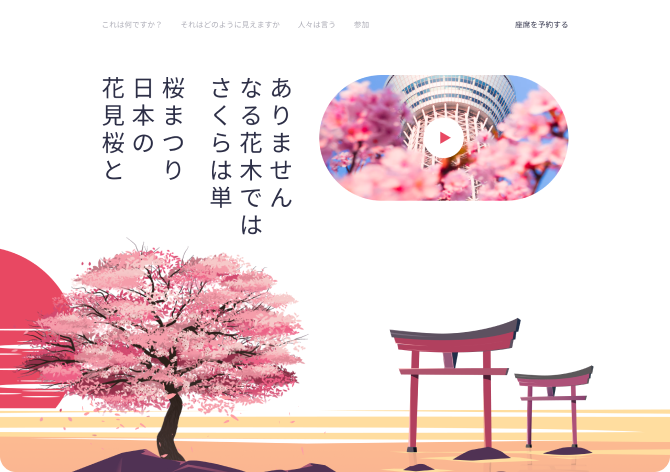 これは何ですか？
それはどのように見えますか
人々は言う
参加
座席を予約する
花見桜と
日本の
桜まつり
さくらは単
なる花木では
ありません